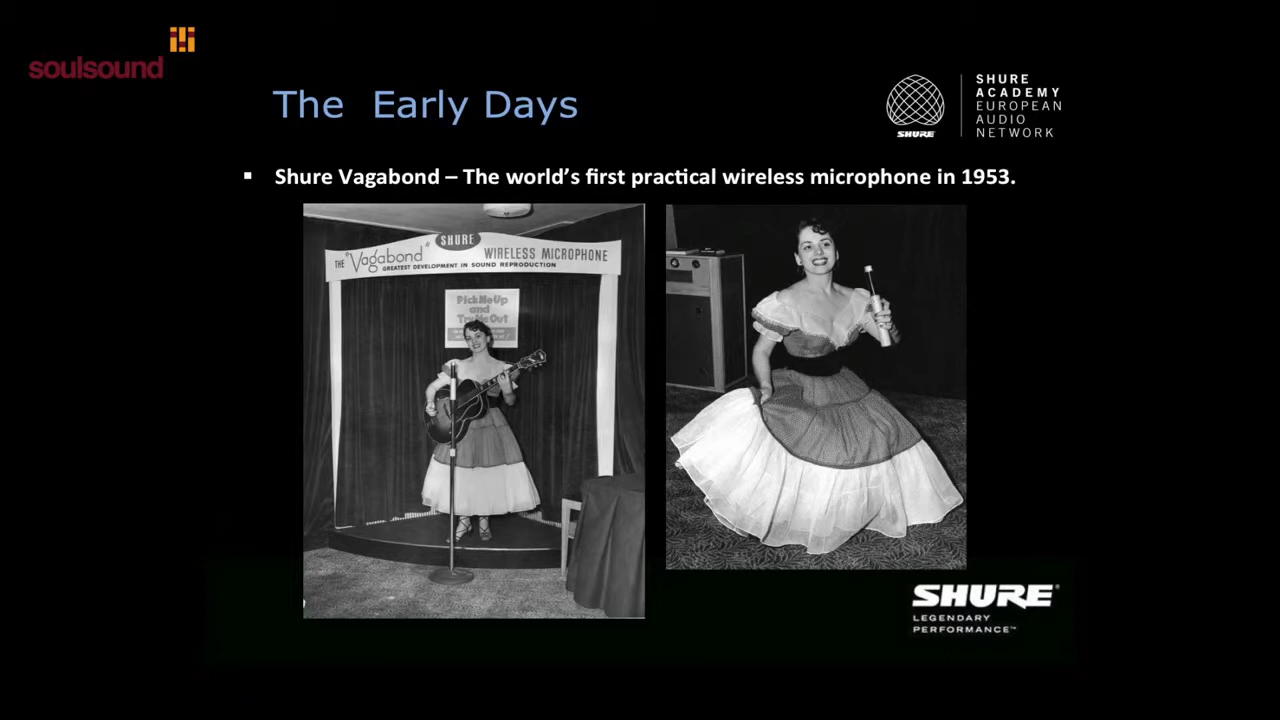 soulsound
The Early Days
SHURE
SHURE
ACADEMY
EUROPEAN
AUDIO
NETWORK
▪ Shure Vagabond – The world's first practical wireless microphone in 1953.
SHURE
THE "Vagabond" WIRELESS MICROPHONE
GREATEST DEVELOPMENT IN SOUND REPRODUCTION
Pick Me Up
and
Try Me Out
SHURE®
LEGENDARY
PERFORMANCE™